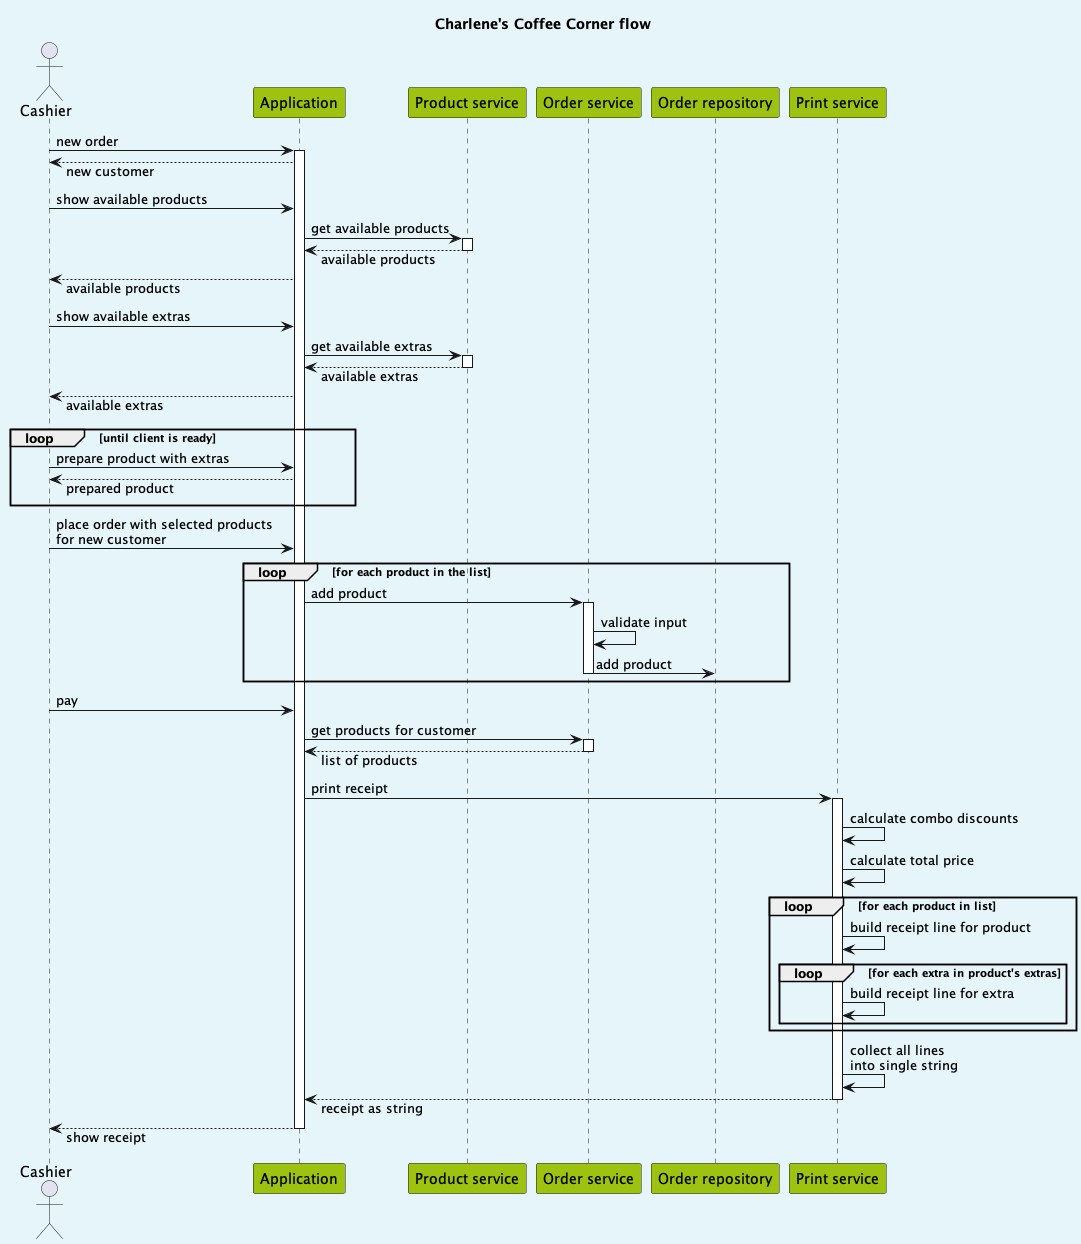 Charlene's Coffee Corner flow
Cashier
Application
Product service
Order service
Order repository
Print service
new order
new customer
show available products
get available products
available products
available products
show available extras
get available extras
available extras
available extras
loop
[until client is ready]
prepare product with extras
prepared product
place order with selected products
for new customer
loop
[for each product in the list]
add product
validate input
add product
pay
get products for customer
list of products
print receipt
calculate combo discounts
calculate total price
loop
[for each product in list]
build receipt line for product
loop
[for each extra in product's extras]
build receipt line for extra
collect all lines
into single string
receipt as string
show receipt
Cashier
Application
Product service
Order service
Order repository
Print service